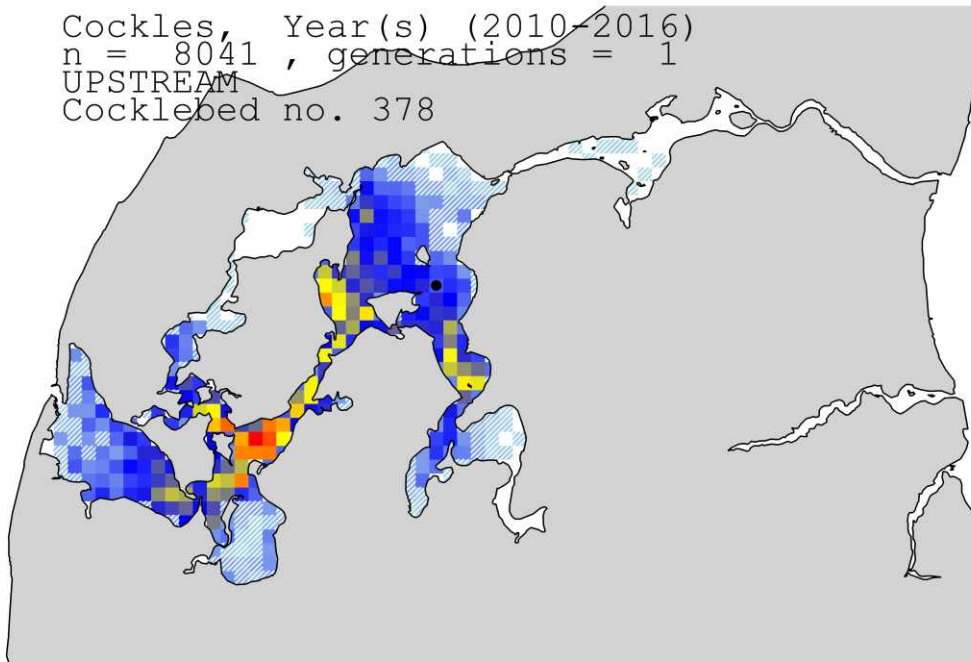 Cockles, Year(s) (2010-2016)
n = 8041 , generations = 1
UPSTREAM
Cocklebed no. 378